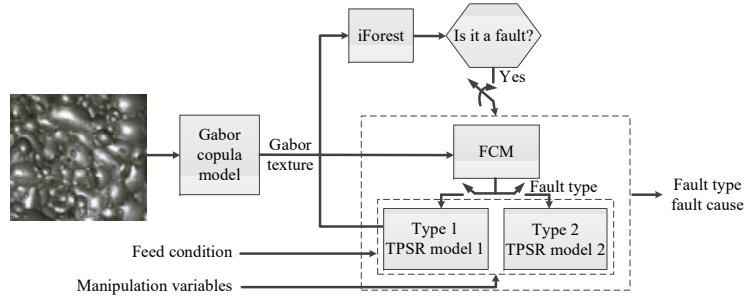 iForest
Is it a fault?
Yes
Gabor
copula
model
Gabor
texture
FCM
Fault type
Type 1
TPSR model 1
Type 2
TPSR model 2
Fault type
fault cause
Feed condition
Manipulation variables